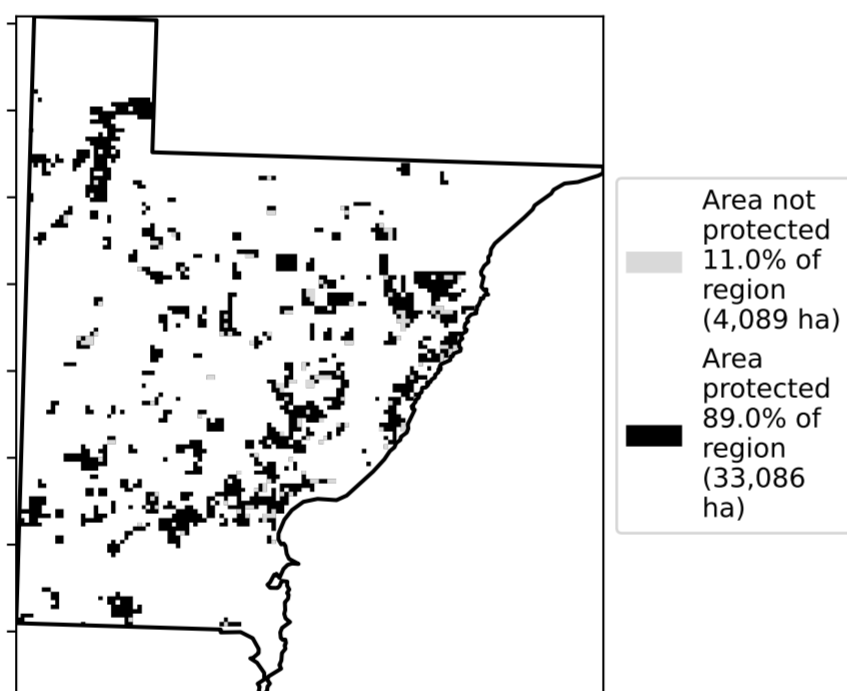 Area not
protected
11.0% of
region
(4,089 ha)
Area
protected
89.0% of
region
(33,086
ha)